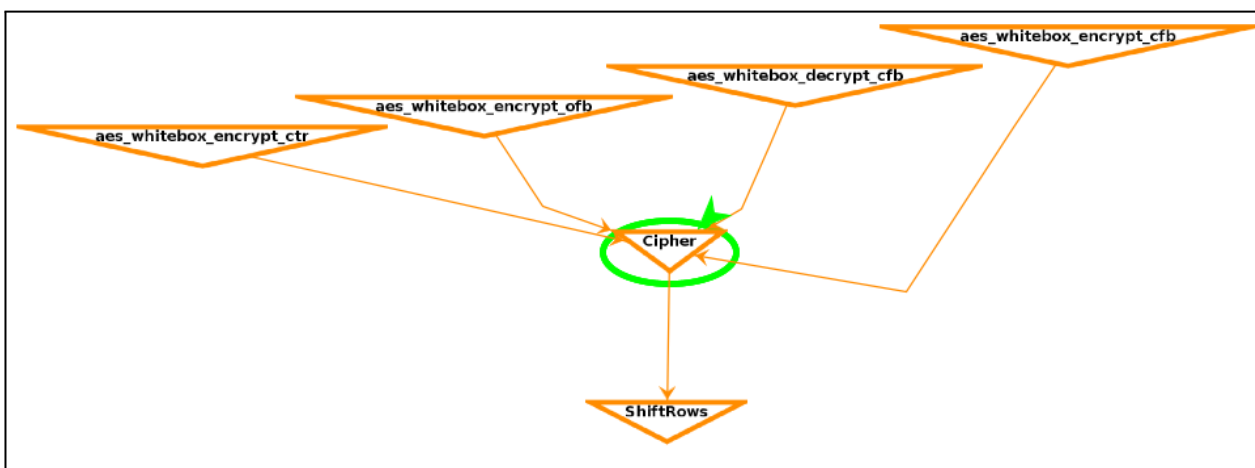 aes_whitebox_encrypt_cfb
aes_whitebox_decrypt_cfb
aes_whitebox_encrypt_ofb
aes_whitebox_encrypt_ctr
Cipher
ShiftRows